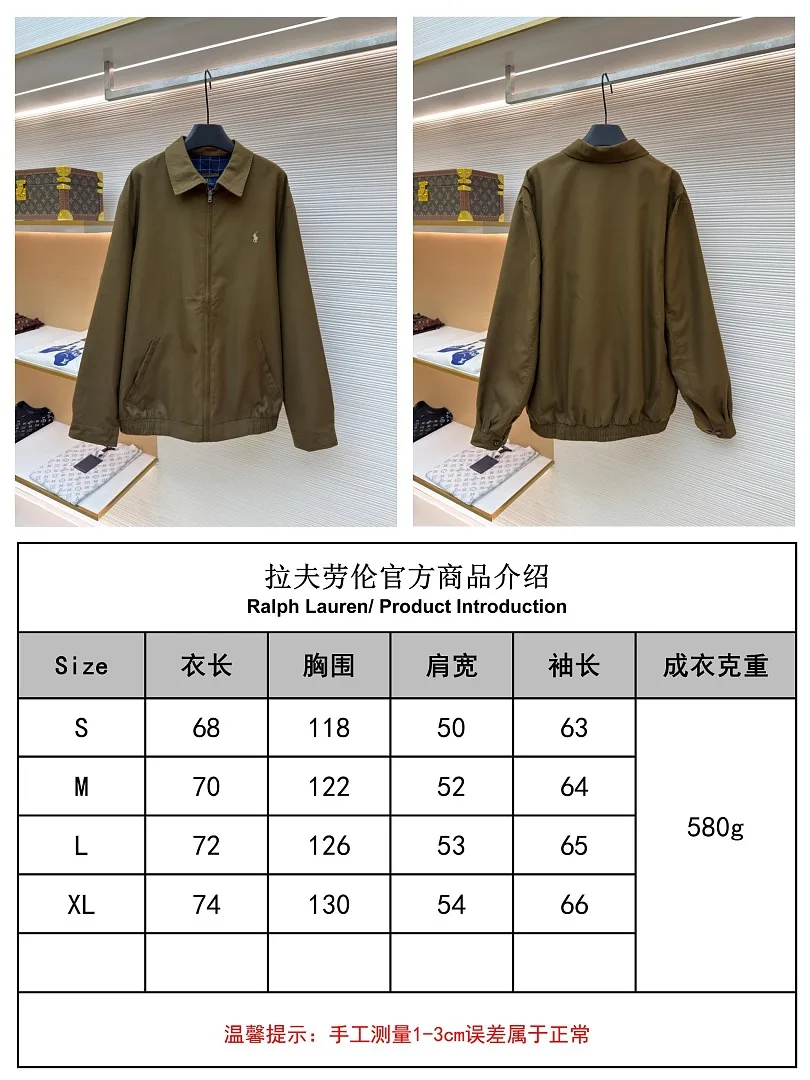 拉夫劳伦官方商品介绍
Ralph Lauren/ Product Introduction
Size 衣长 胸围 肩宽 袖长 成衣克重
S 68 118 50 63
M 70 122 52 64
580g
L 72 126 53 65
XL 74 130 54 66
温馨提示：手工测量1-3cm误差属于正常